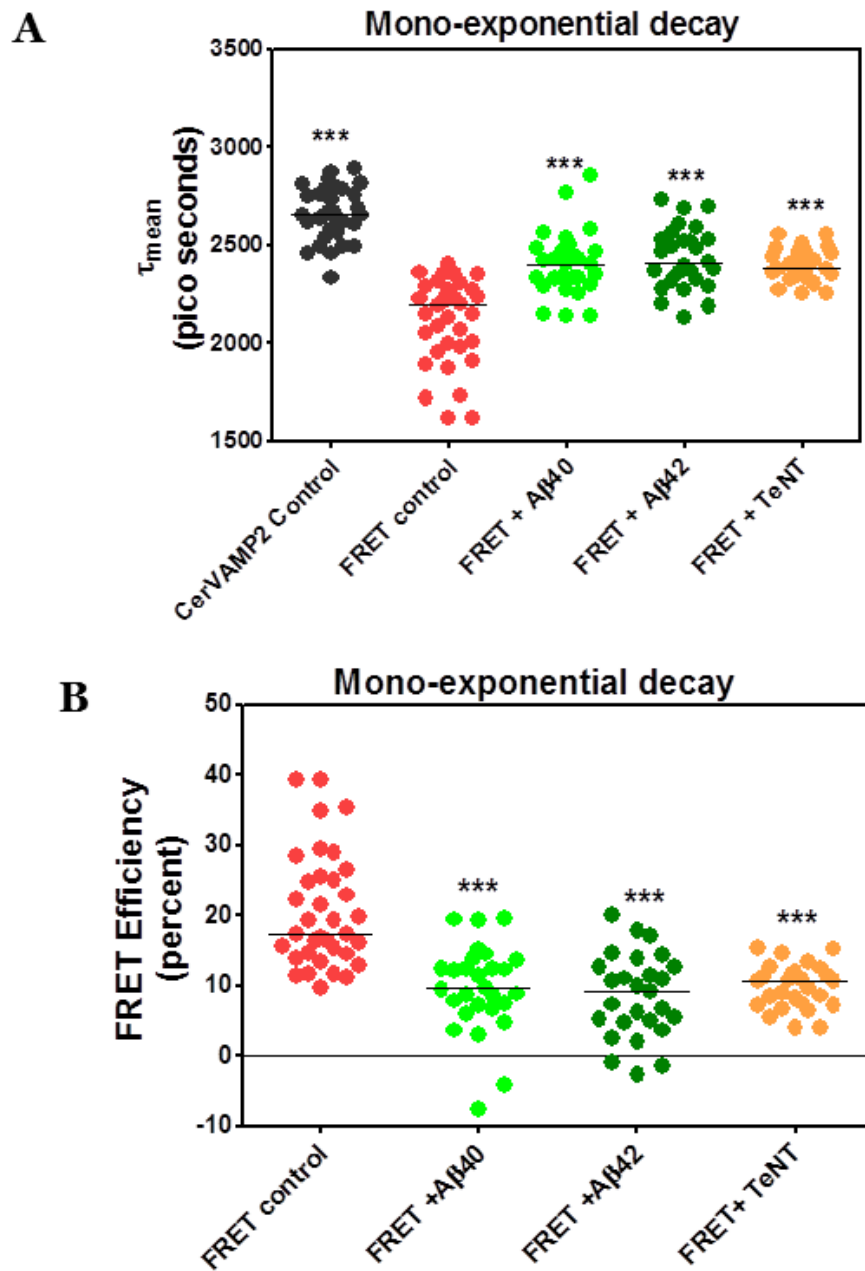 A
Mono-exponential decay
τmean
(pico seconds)
3500
3000
2500
2000
1500
***
***
***
***
CerVAMP2 Control
FRET control
FRET + Aβ40
FRET + Aβ42
FRET + TeNT
B
Mono-exponential decay
FRET Efficiency
(percent)
50
40
30
20
10
0
-10
***
***
***
FRET control
FRET +Aβ40
FRET +Aβ42
FRET+ TeNT